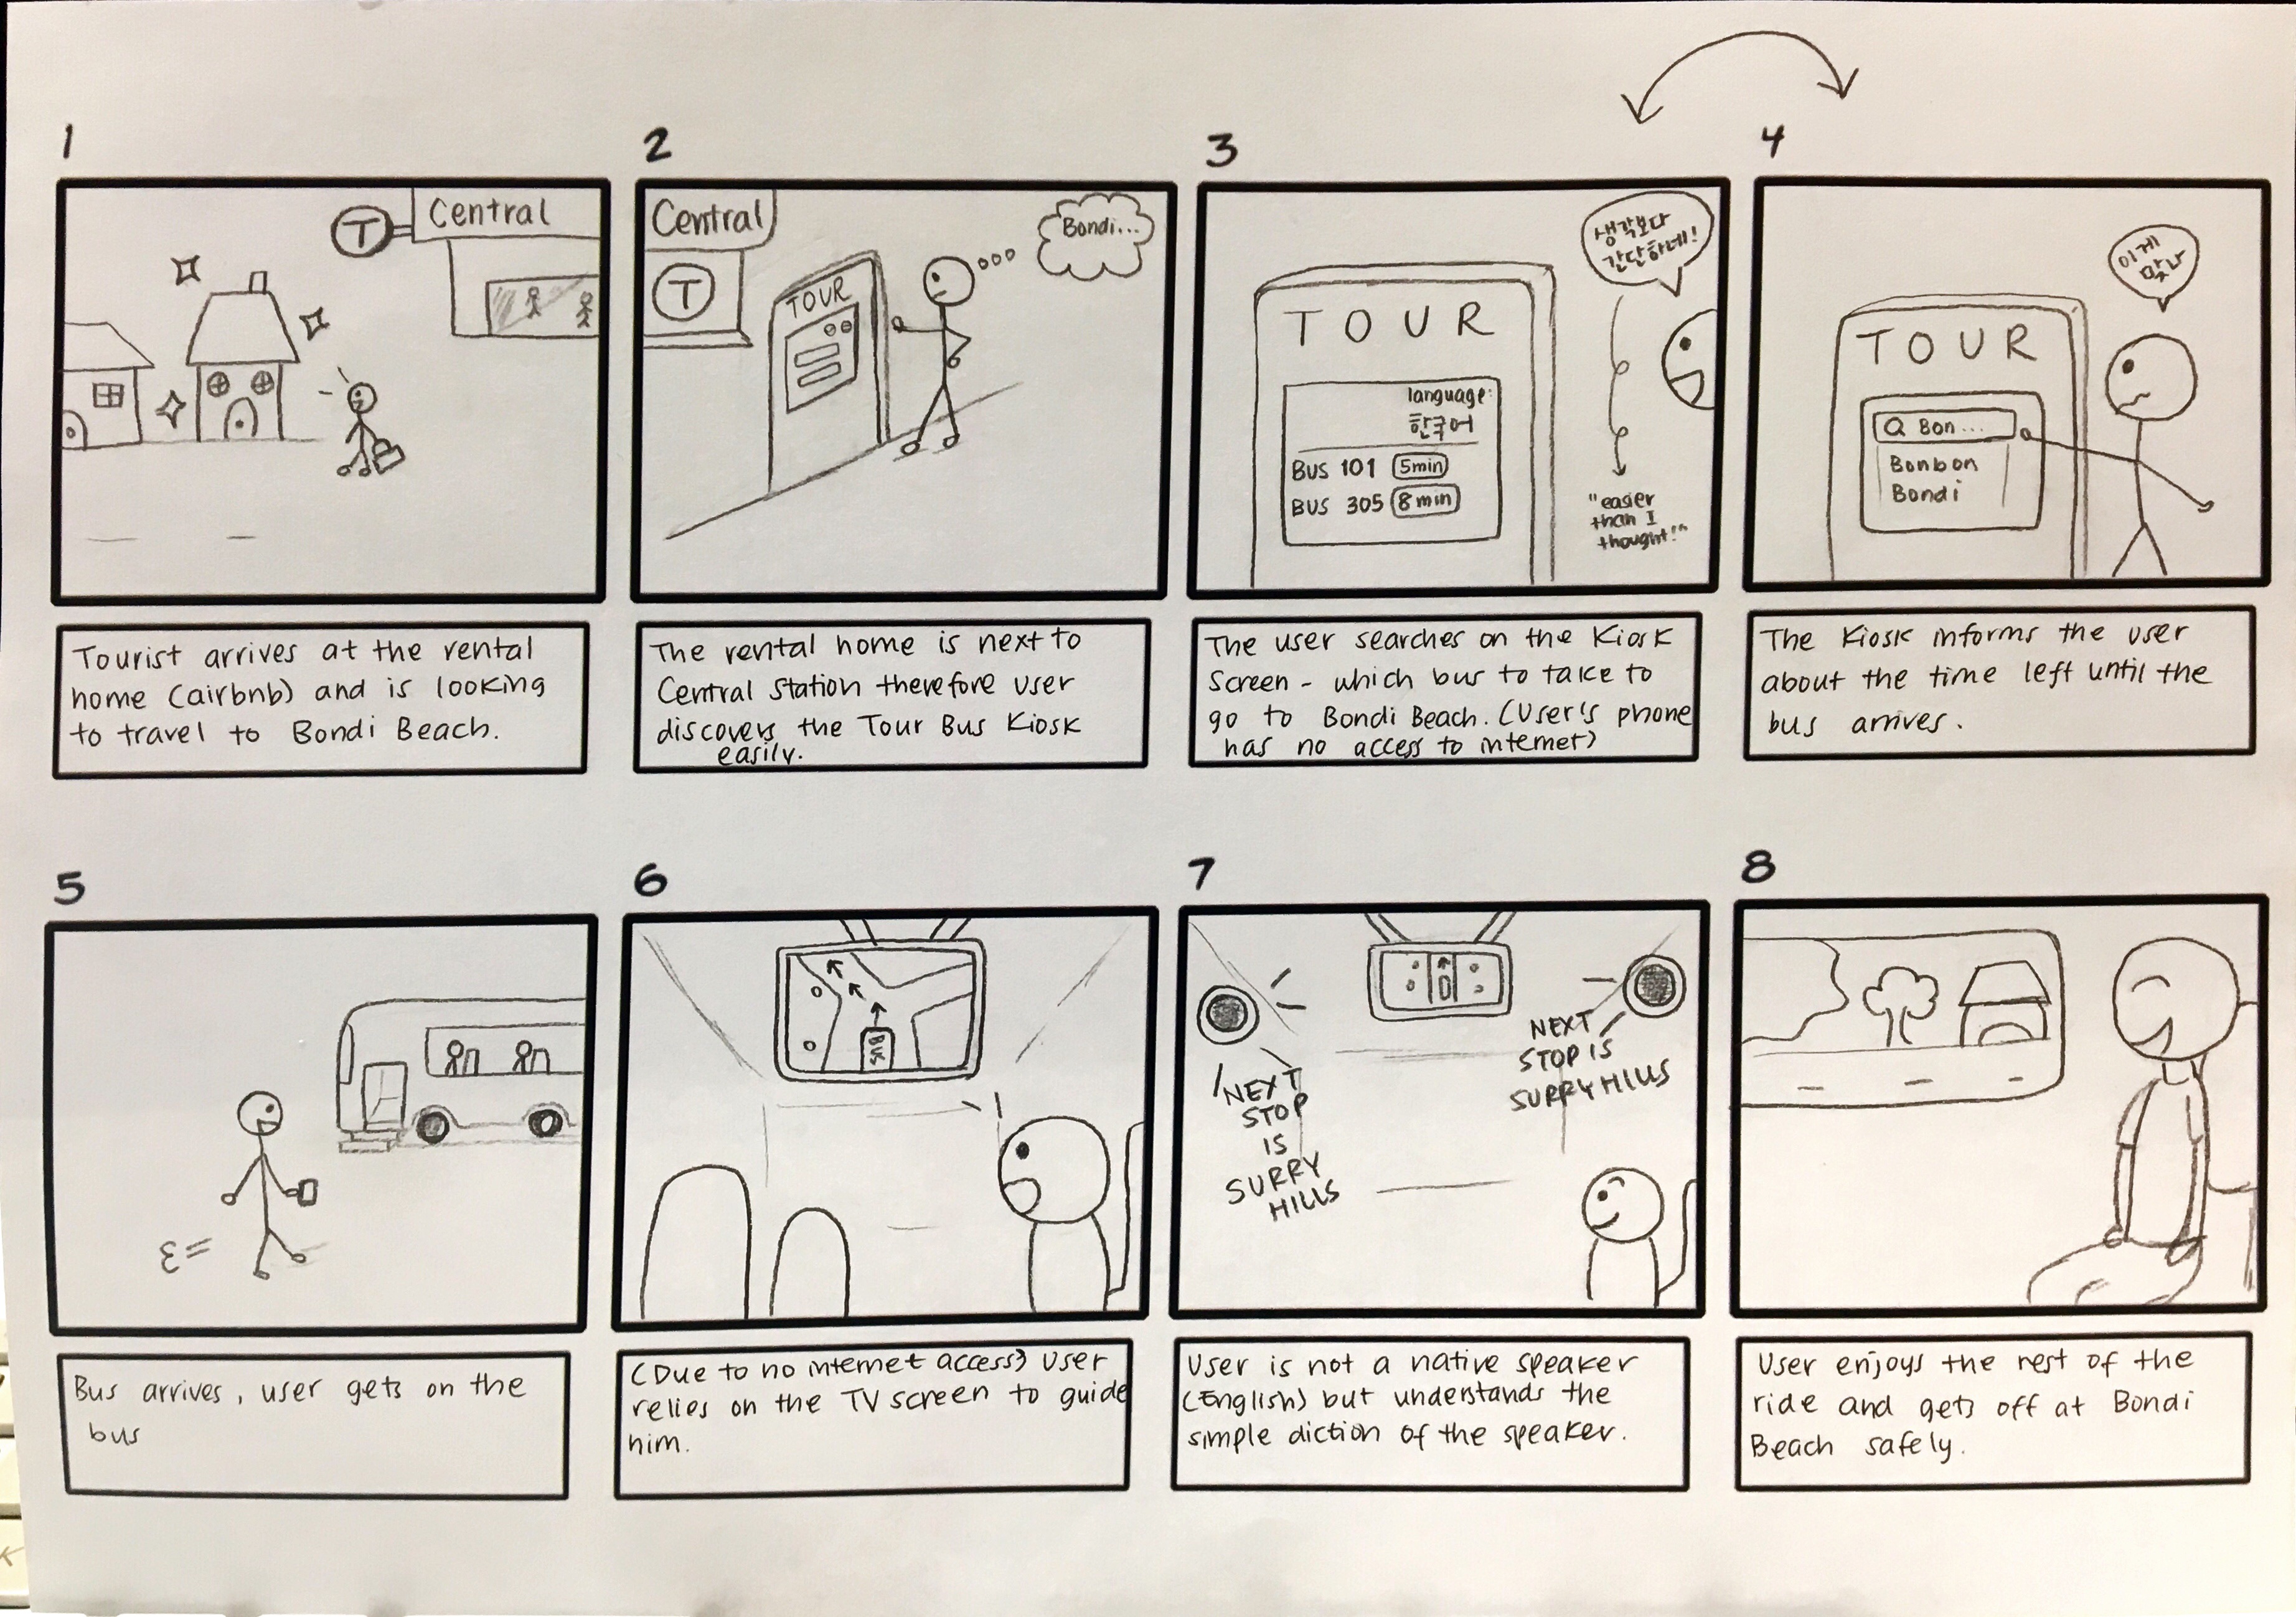 1
Central
T
2
Central
T
TOUR
Bondi...
3
TOUR
language:
한국어
BUS 101 5min
BUS 305 8 min
생각보다
간단하네!
"easier
than I
thought!"
4
TOUR
Q Bon...
Bonbon
Bondi
이게
맞나
Tourist arrives at the rental
home (airbnb) and is looking
to travel to Bondi Beach.
The rental home is next to
Central Station therefore user
discovers the Tour Bus Kiosk
easily.
The user searches on the Kiosk
Screen - which bus to take to
go to Bondi Beach. (User's phone
has no access to internet)
The Kiosk informs the user
about the time left until the
bus arrives.
5
6
BUS
7
NEXT
STOP
IS
SURRY
HILLS
NEXT
STOP IS
SURRY HILLS
8
Bus arrives, user gets on the
bus
(Due to no internet access) user
relies on the TV screen to guide
him.
User is not a native speaker
(English) but understands the
simple diction of the speaker.
User enjoys the rest of the
ride and gets off at Bondi
Beach safely.